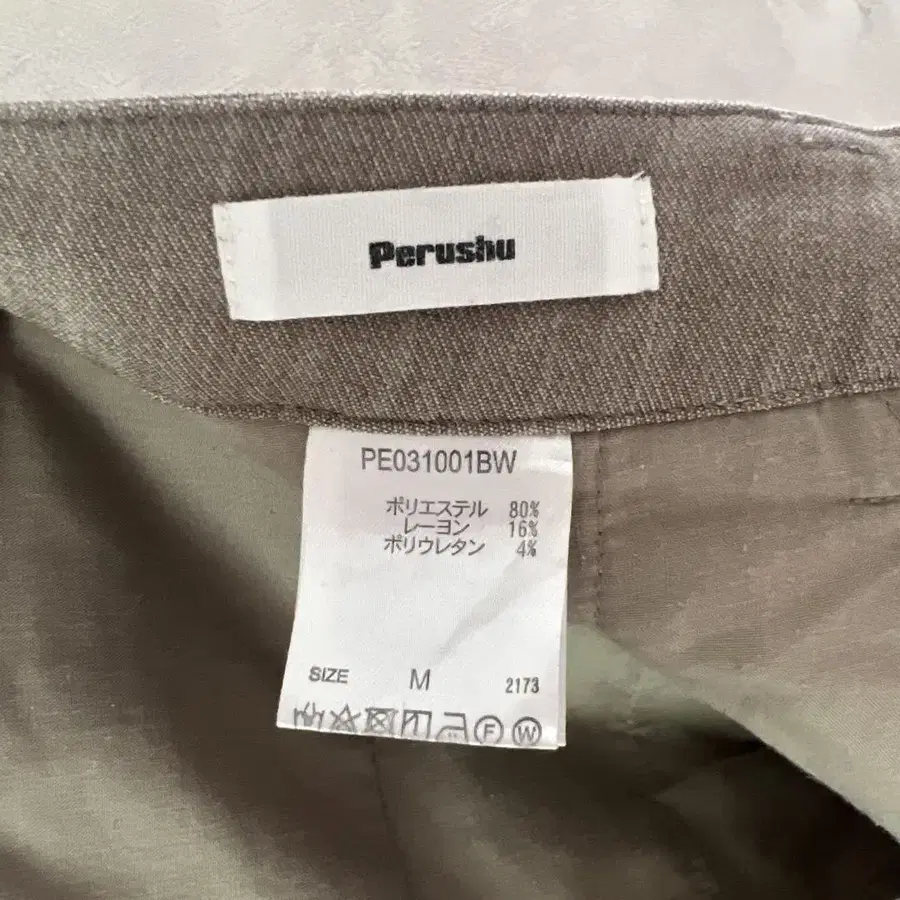 Perushu
PE031001BW
ポリエステル 80%
レーヨン 16%
ポリウレタン 4%
SIZE M 2173
F W